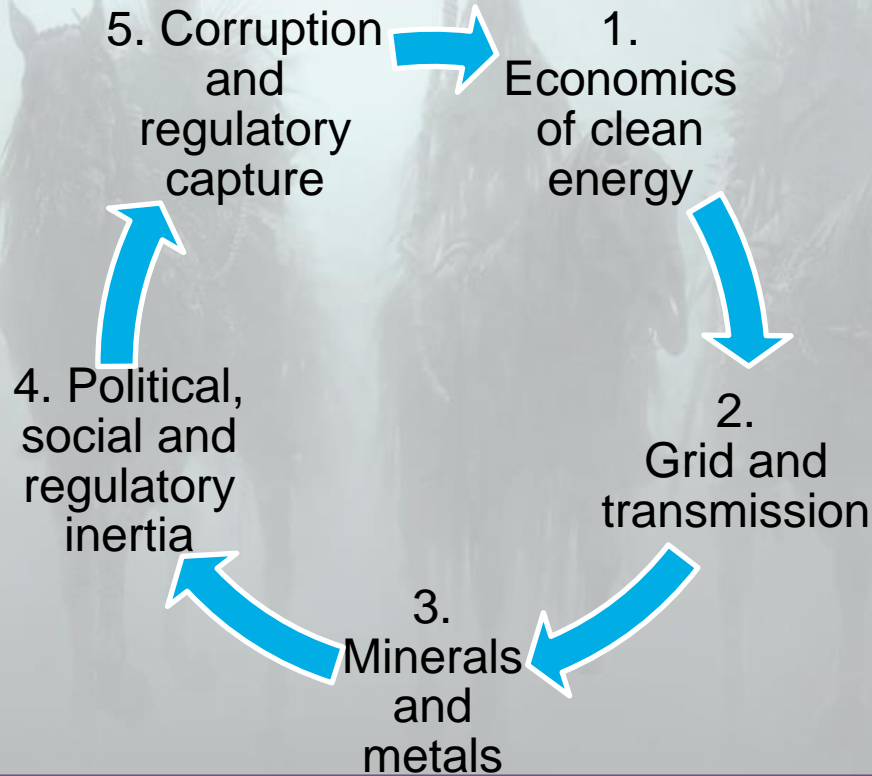 1.
Economics
of clean
energy
2.
Grid and
transmission
3.
Minerals
and
metals
4. Political,
social and
regulatory
inertia
5. Corruption
and
regulatory
capture